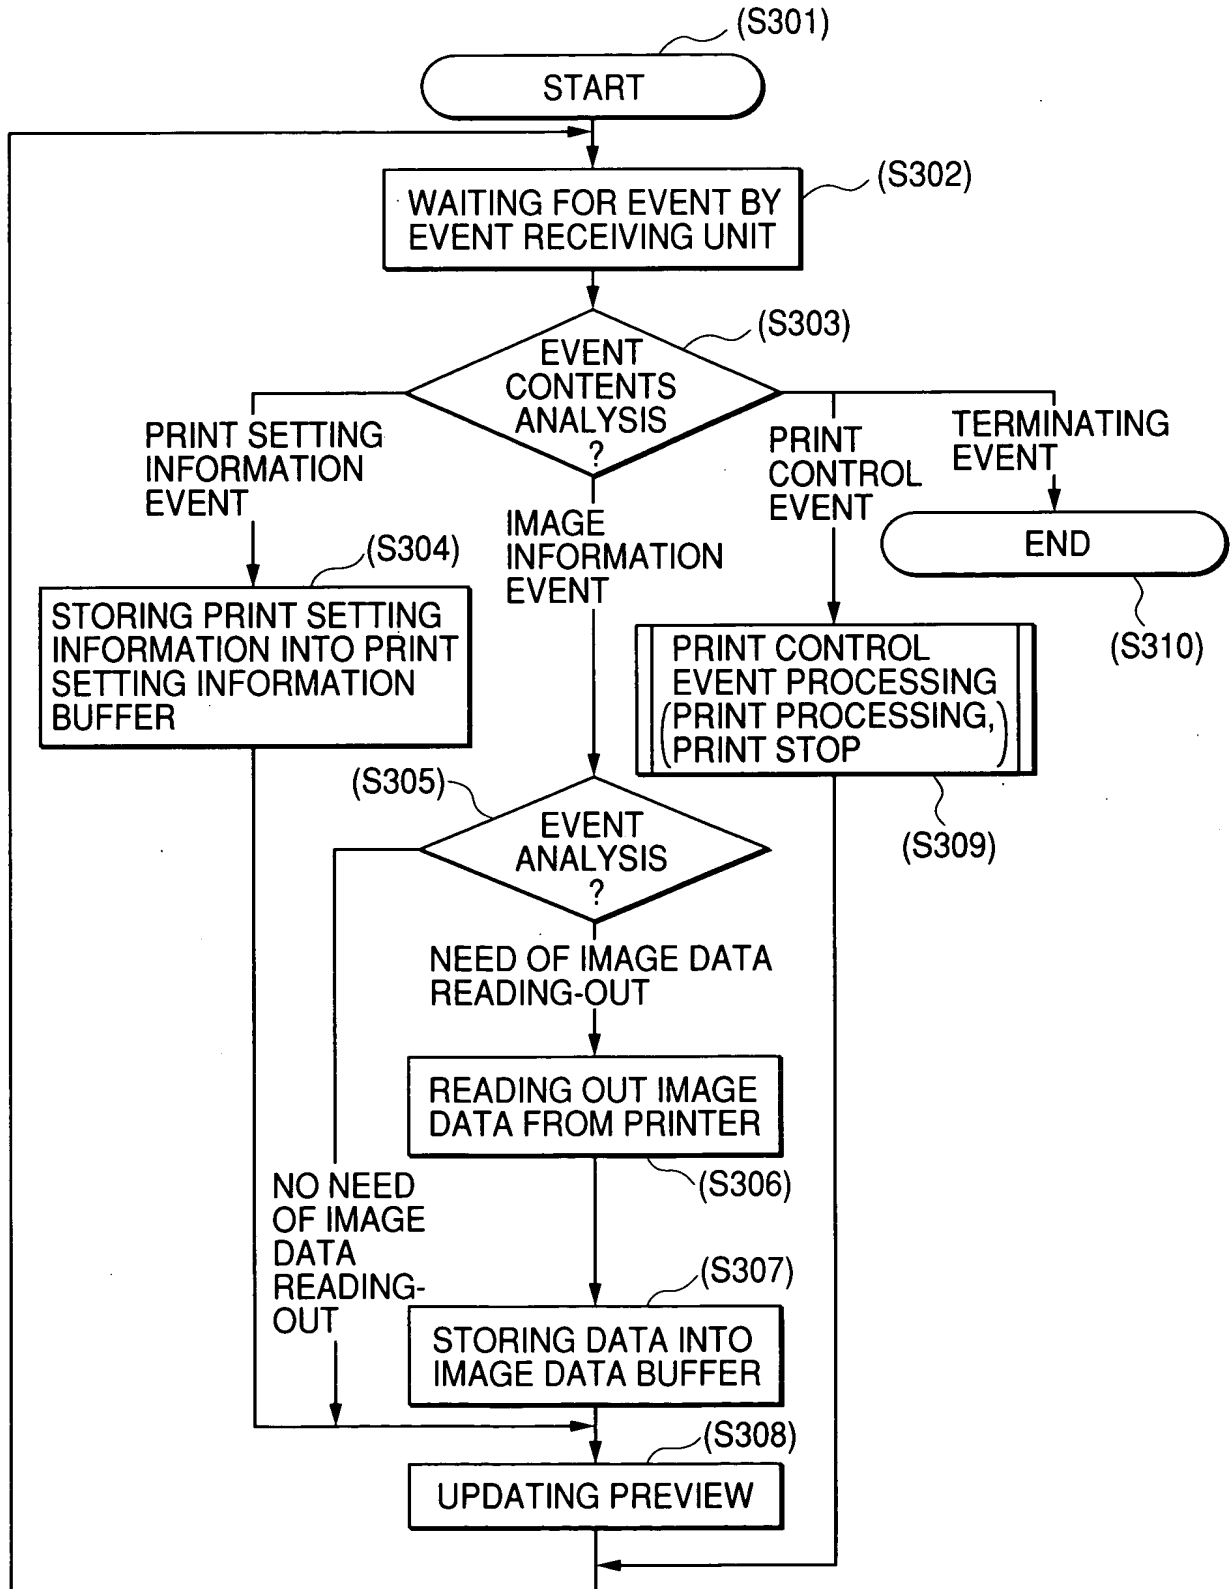 (S301)
START
(S302)
WAITING FOR EVENT BY
EVENT RECEIVING UNIT
(S303)
EVENT
CONTENTS
ANALYSIS
?
PRINT SETTING
INFORMATION
EVENT
IMAGE
INFORMATION
EVENT
PRINT
CONTROL
EVENT
TERMINATING
EVENT
END
(S310)
(S304)
STORING PRINT SETTING
INFORMATION INTO PRINT
SETTING INFORMATION
BUFFER
PRINT CONTROL
EVENT PROCESSING
(PRINT PROCESSING,
PRINT STOP)
(S309)
(S305)
EVENT
ANALYSIS
?
NEED OF IMAGE DATA
READING-OUT
READING OUT IMAGE
DATA FROM PRINTER
(S306)
NO NEED
OF IMAGE
DATA
READING-
OUT
(S307)
STORING DATA INTO
IMAGE DATA BUFFER
(S308)
UPDATING PREVIEW